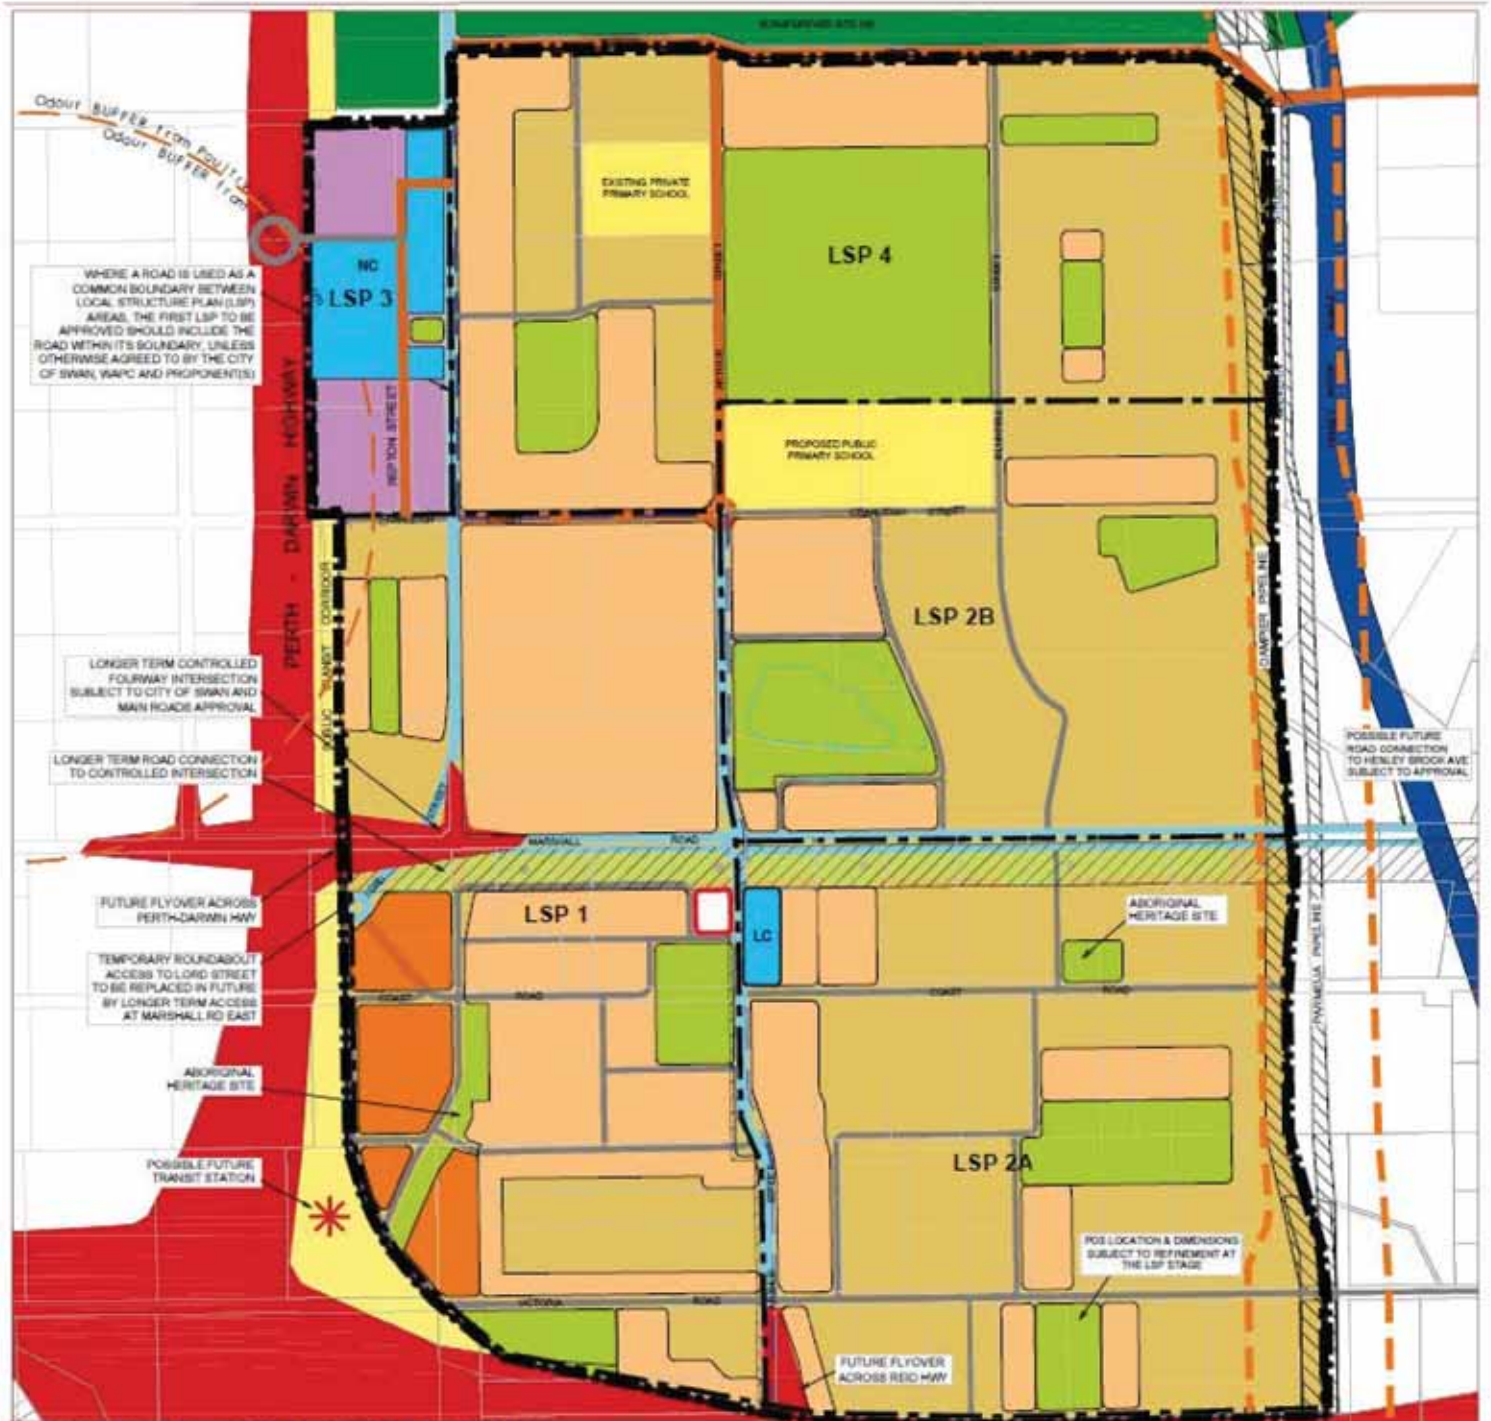 Odour BUFFER from
Odour BUFFER from
EXISTING PRIVATE
PRIMARY SCHOOL
LSP 4
NC
LSP 3
WHERE A ROAD IS USED AS A
COMMON BOUNDARY BETWEEN
LOCAL STRUCTURE PLAN (LSP)
AREAS, THE FIRST LSP TO BE
APPROVED SHOULD INCLUDE THE
ROAD WITHIN ITS BOUNDARY, UNLESS
OTHERWISE AGREED TO BY THE CITY
OF SWAN, WAPC AND PROPONENT(S)
PERTH - DARWIN HIGHWAY
STREET
PROPOSED PUBLIC
PRIMARY SCHOOL
STREET
LSP 2B
DAMPIER PIPELINE
PUBLIC TRANSIT CORRIDOR
LONGER TERM CONTROLLED
FOURWAY INTERSECTION
SUBJECT TO CITY OF SWAN AND
MAIN ROADS APPROVAL
LONGER TERM ROAD CONNECTION
TO CONTROLLED INTERSECTION
STREET
POSSIBLE FUTURE
ROAD CONNECTION
TO HENLEY BROOK AVE
SUBJECT TO APPROVAL
MARSHALL ROAD
FUTURE FLYOVER ACROSS
PERTH-DARWIN HWY
LSP 1
LC
ABORIGINAL
HERITAGE SITE
PARMELIA PIPELINE
TEMPORARY ROUNDABOUT
ACCESS TO LORD STREET
TO BE REPLACED IN FUTURE
BY LONGER TERM ACCESS
AT MARSHALL RD EAST
COAST ROAD
COAST ROAD
ABORIGINAL
HERITAGE SITE
POSSIBLE FUTURE
TRANSIT STATION
LSP 2A
POS LOCATION & DIMENSIONS
SUBJECT TO REFINEMENT AT
THE LSP STAGE
VICTORIA ROAD
FUTURE FLYOVER
ACROSS REID HWY